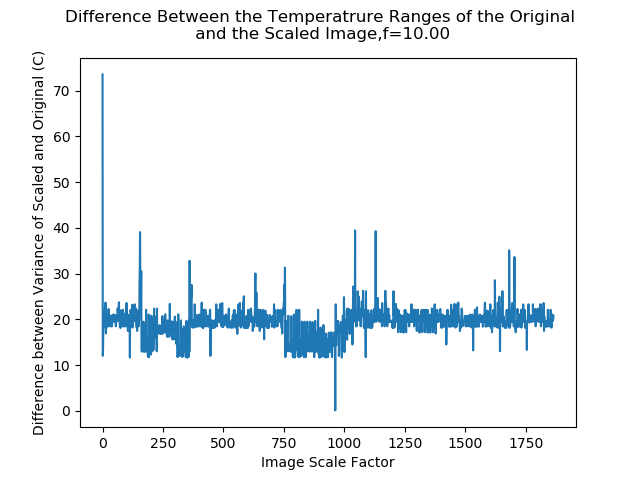 Difference Between the Temperatrure Ranges of the Original
and the Scaled Image,f=10.00
Difference between Variance of Scaled and Original (C)
70
60
50
40
30
20
10
0
0 250 500 750 1000 1250 1500 1750
Image Scale Factor